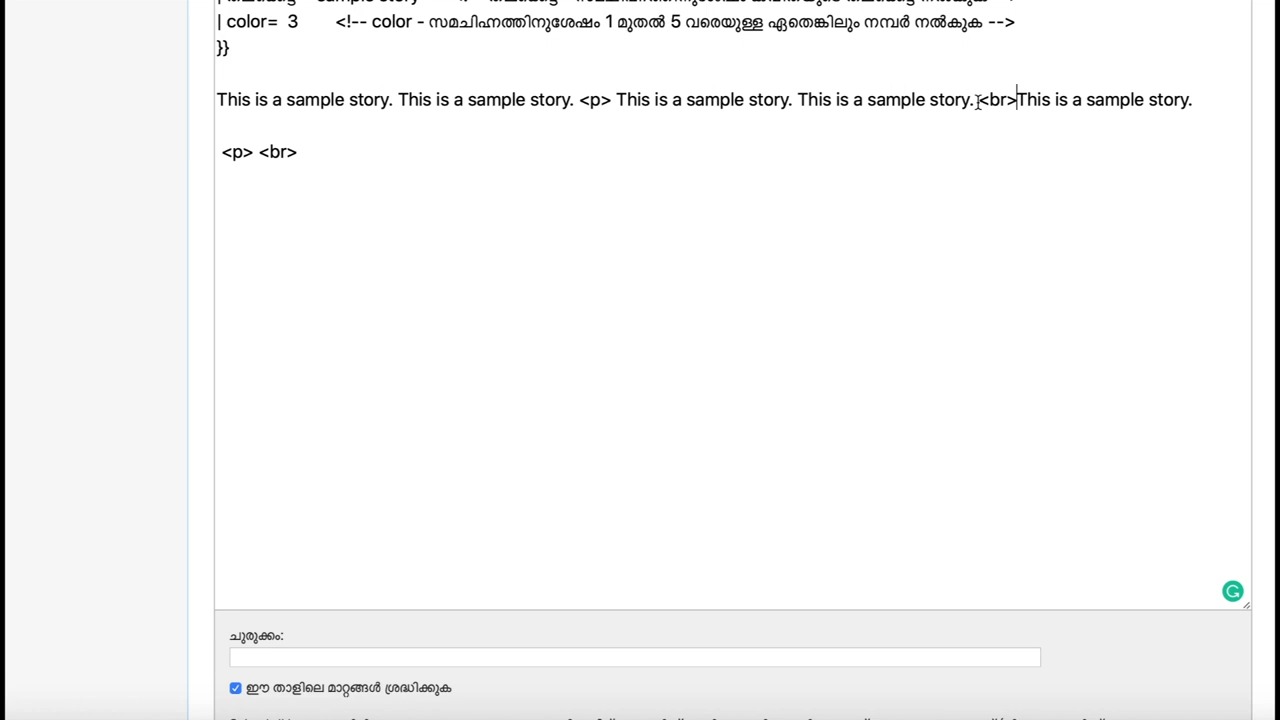 | color=  3        <!-- color - സമചിഹ്നത്തിനുശേഷം 1 മുതൽ 5 വരെയുള്ള ഏതെങ്കിലും നമ്പർ നൽകുക -->
}}
This is a sample story. This is a sample story. <p> This is a sample story. This is a sample story. <br>This is a sample story.
<p> <br>
ചുരുക്കം:
ഈ താളിലെ മാറ്റങ്ങൾ ശ്രദ്ധിക്കുക